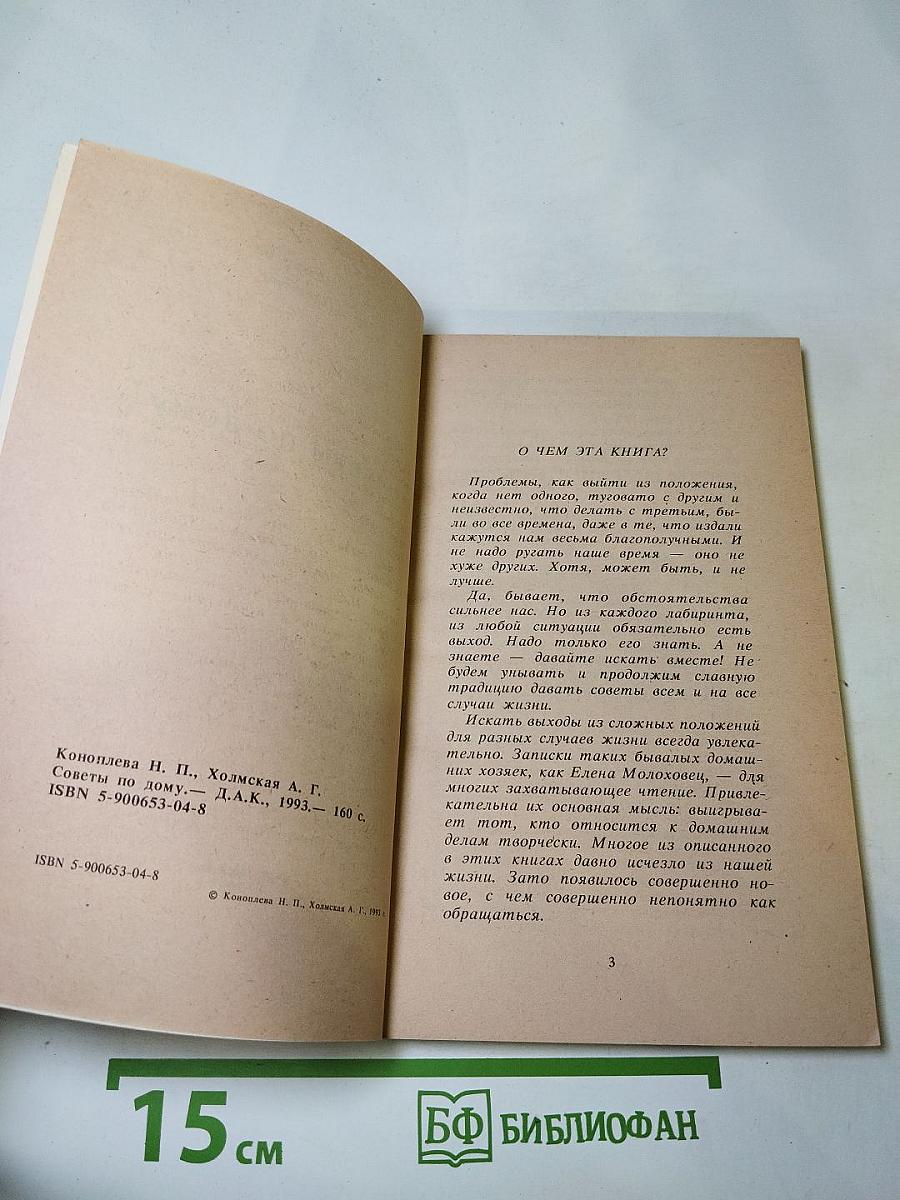 Коноплева Н. П., Холмская А. Г.
Советы по дому.— Д.А.К., 1993.— 160 с.
ISBN 5-900653-04-8
ISBN 5-900653-04-8
© Коноплева Н. П., Холмская А. Г., 1993 г.
О ЧЕМ ЭТА КНИГА?
Проблемы, как выйти из положения,
когда нет одного, туговато с другим и
неизвестно, что делать с третьим, бы-
ли во все времена, даже в те, что издали
кажутся нам весьма благополучными. И
не надо ругать наше время — оно не
хуже других. Хотя, может быть, и не
лучше.
Да, бывает, что обстоятельства
сильнее нас. Но из каждого лабиринта,
из любой ситуации обязательно есть
выход. Надо только его знать. А не
знаете — давайте искать вместе! Не
будем унывать и продолжим славную
традицию давать советы всем и на все
случаи жизни.
Искать выходы из сложных положений
для разных случаев жизни всегда увлека-
тельно. Записки таких бывалых домаш-
них хозяек, как Елена Молоховец, — для
многих захватывающее чтение. Привле-
кательна их основная мысль: выигрыва-
ет тот, кто относится к домашним
делам творчески. Многое из описанного
в этих книгах давно исчезло из нашей
жизни. Зато появилось совершенно но-
вое, с чем совершенно непонятно как
обращаться.
3
15 см
БФ БИБЛИОФАН